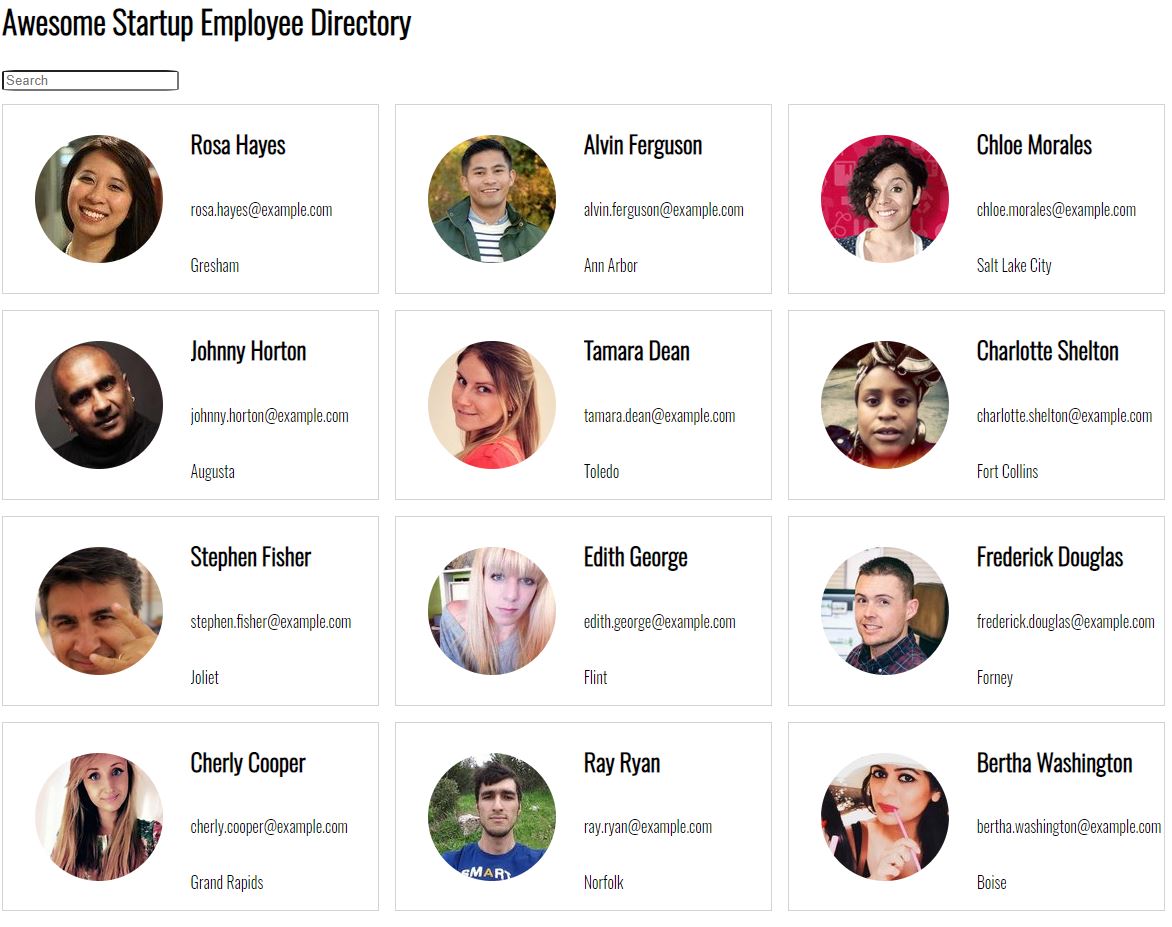 Awesome Startup Employee Directory
Search
Rosa Hayes
rosa.hayes@example.com
Gresham
Alvin Ferguson
alvin.ferguson@example.com
Ann Arbor
Chloe Morales
chloe.morales@example.com
Salt Lake City
Johnny Horton
johnny.horton@example.com
Augusta
Tamara Dean
tamara.dean@example.com
Toledo
Charlotte Shelton
charlotte.shelton@example.com
Fort Collins
Stephen Fisher
stephen.fisher@example.com
Joliet
Edith George
edith.george@example.com
Flint
Frederick Douglas
frederick.douglas@example.com
Forney
Cherly Cooper
cherly.cooper@example.com
Grand Rapids
Ray Ryan
ray.ryan@example.com
Norfolk
SMART
Bertha Washington
bertha.washington@example.com
Boise